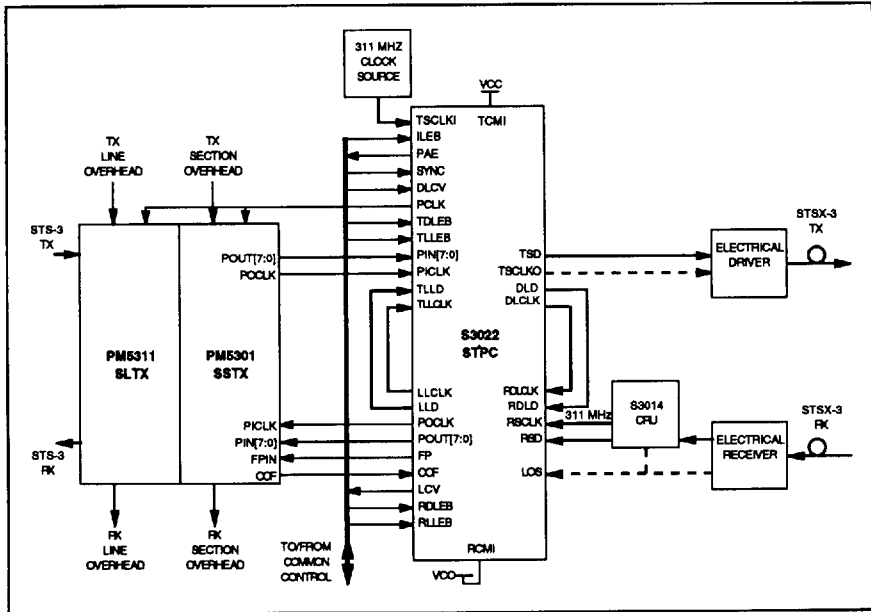 311 MHZ
CLOCK
SOURCE
VCC
TSCLKI
TCMI
ILEB
PAE
SYNC
DLCV
PCLK
TDLEB
TLLEB
PIN[7:0]
PICLK
TLLD
TLLCLK
TSD
TSCLKO
DLD
DLCLK
S3022
STPC
LLCLK
LLD
POCLK
POUT[7:0]
FP
OOF
LCV
RDLEB
RLLEB
RDLCLK
RDLD
RSCLK
RSD
LOS
RCMI
VCC
TX
LINE
OVERHEAD
TX
SECTION
OVERHEAD
STS-3
TX
POUT[7:0]
POCLK
PM5311
SLTX
PM5301
SSTX
PICLK
PIN[7:0]
FPIN
OOF
STS-3
RX
RX
LINE
OVERHEAD
RX
SECTION
OVERHEAD
TO/FROM
COMMON
CONTROL
ELECTRICAL
DRIVER
STSX-3
TX
311 MHz
S3014
CRU
ELECTRICAL
RECEIVER
STSX-3
RX